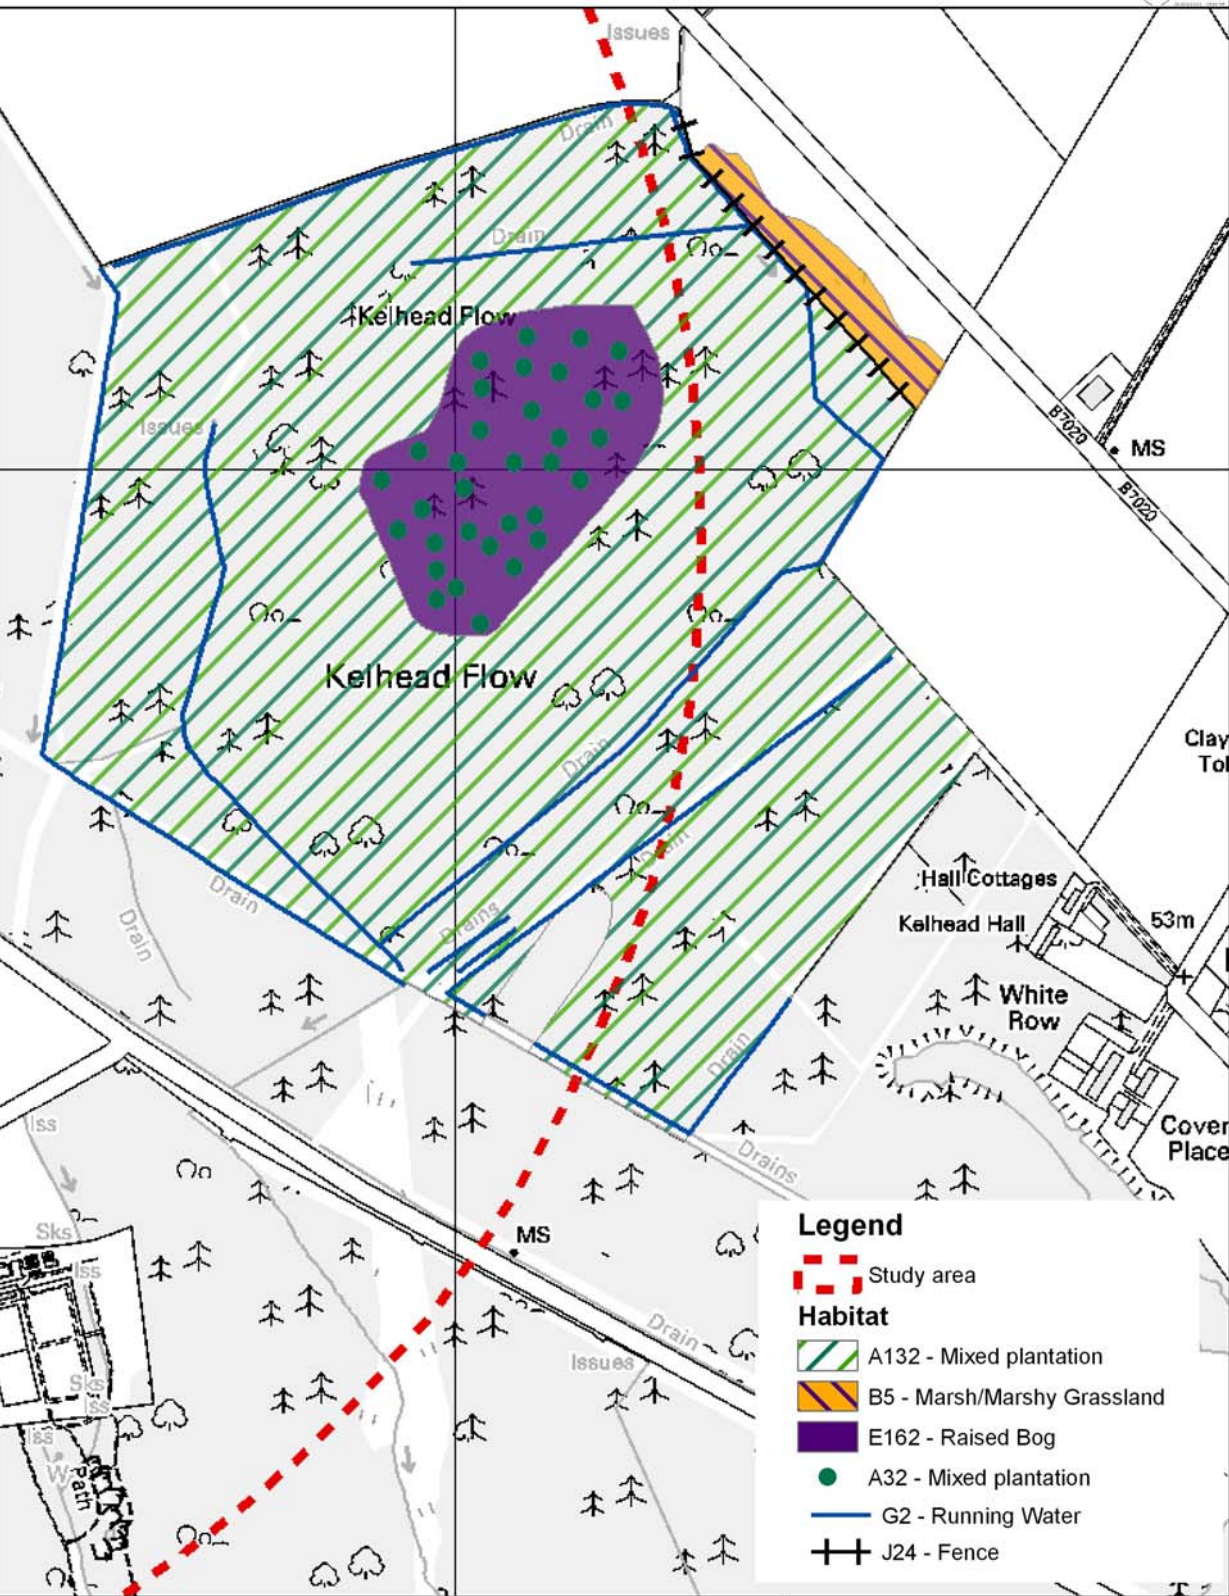 Issues
Drain
Drain
Kelhead Flow
Issues
B7020
MS
B7020
Kelhead Flow
Drain
Clay
Tol
Drain
Hall Cottages
Drain
Drains
Kelhead Hall
53m
Drain
White
Row
Drain
Iss
Cover
Place
Drains
Sks
MS
Iss
Drain
Issues
Sks
Iss
W
Path
Legend
Study area
Habitat
A132 - Mixed plantation
B5 - Marsh/Marshy Grassland
E162 - Raised Bog
A32 - Mixed plantation
G2 - Running Water
J24 - Fence